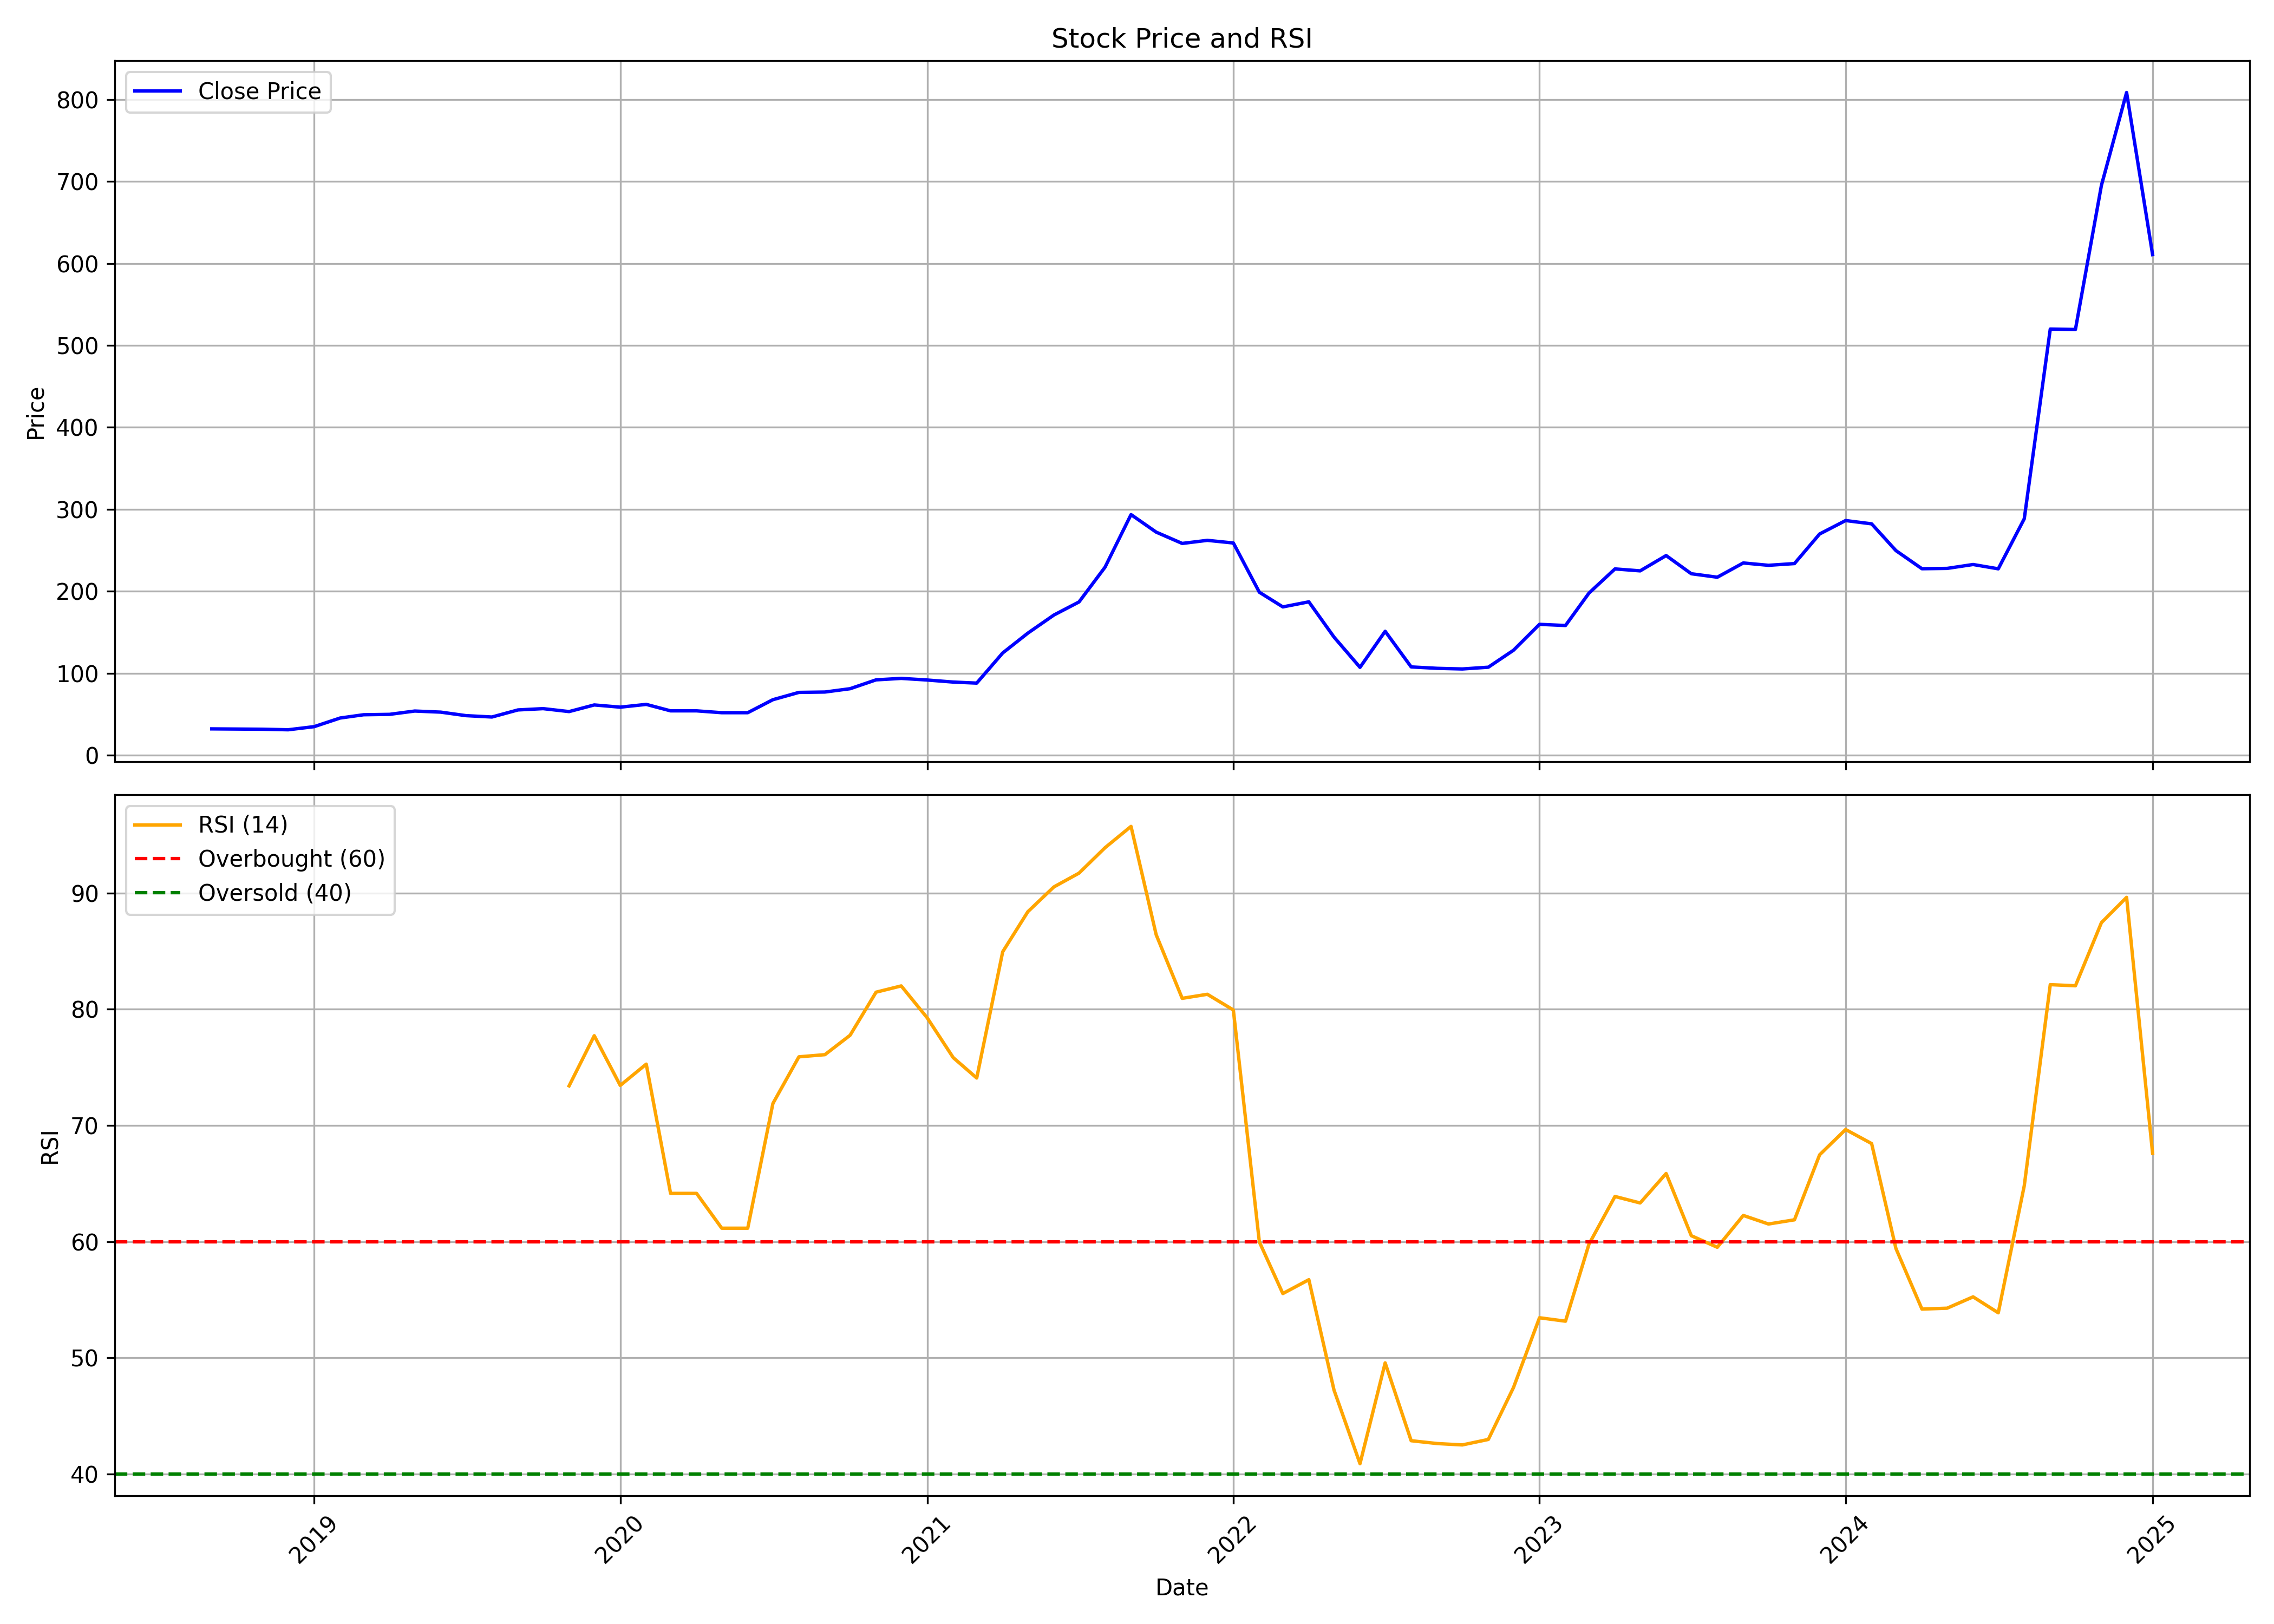 Stock Price and RSI
Close Price
800
700
600
500
400
300
200
100
0
Price
RSI (14)
Overbought (60)
Oversold (40)
90
80
70
60
50
40
RSI
2019
2020
2021
2022
2023
2024
2025
Date